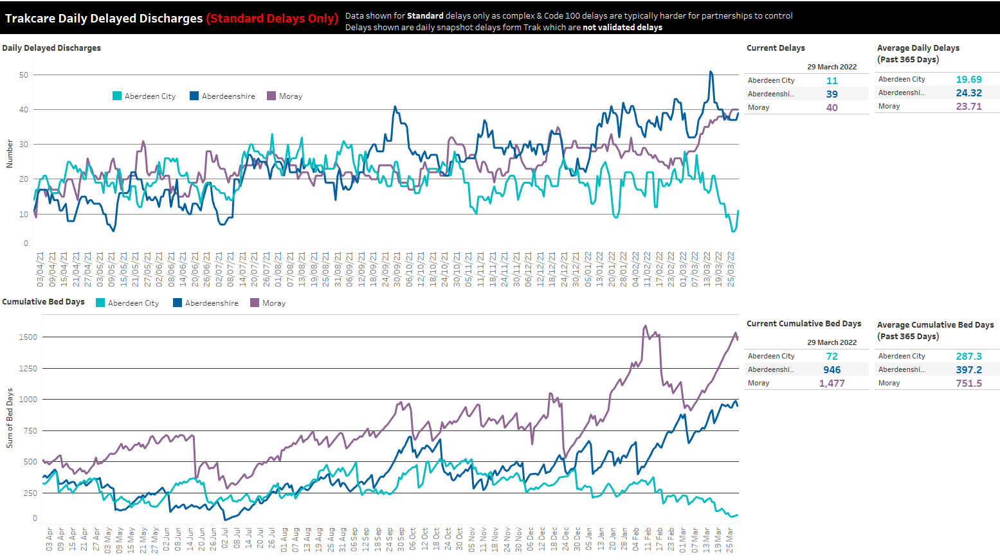 Trakcare Daily Delayed Discharges (Standard Delays Only)
Data shown for Standard delays only as complex & Code 100 delays are typically harder for partnerships to control
Delays shown are daily snapshot delays form Trak which are not validated delays
Daily Delayed Discharges
Aberdeen City
Aberdeenshire
Moray
Number
50
40
30
20
10
0
03/04/21
09/04/21
15/04/21
21/04/21
27/04/21
03/05/21
09/05/21
15/05/21
21/05/21
27/05/21
02/06/21
08/06/21
14/06/21
20/06/21
26/06/21
02/07/21
08/07/21
14/07/21
20/07/21
26/07/21
01/08/21
07/08/21
13/08/21
19/08/21
25/08/21
31/08/21
06/09/21
12/09/21
18/09/21
24/09/21
30/09/21
06/10/21
12/10/21
18/10/21
24/10/21
30/10/21
05/11/21
11/11/21
18/11/21
24/11/21
30/11/21
06/12/21
12/12/21
18/12/21
24/12/21
30/12/21
05/01/22
13/01/22
20/01/22
28/01/22
04/02/22
11/02/22
17/02/22
23/02/22
01/03/22
07/03/22
13/03/22
19/03/22
25/03/22
Current Delays
29 March 2022
Aberdeen City 11
Aberdeenshi.. 39
Moray 40
Average Daily Delays
(Past 365 Days)
Aberdeen City 19.69
Aberdeenshi.. 24.32
Moray 23.71
Cumulative Bed Days
Aberdeen City
Aberdeenshire
Moray
Sum of Bed Days
1500
1250
1000
750
500
250
0
03 Apr
09 Apr
15 Apr
21 Apr
27 Apr
03 May
09 May
15 May
21 May
27 May
02 Jun
08 Jun
14 Jun
20 Jun
26 Jun
02 Jul
08 Jul
14 Jul
20 Jul
26 Jul
01 Aug
07 Aug
13 Aug
19 Aug
25 Aug
31 Aug
06 Sep
12 Sep
18 Sep
24 Sep
30 Sep
06 Oct
12 Oct
18 Oct
24 Oct
30 Oct
05 Nov
11 Nov
18 Nov
24 Nov
30 Nov
06 Dec
12 Dec
18 Dec
24 Dec
30 Dec
05 Jan
13 Jan
20 Jan
28 Jan
04 Feb
11 Feb
17 Feb
23 Feb
01 Mar
07 Mar
13 Mar
19 Mar
25 Mar
Current Cumulative Bed Days
29 March 2022
Aberdeen City 72
Aberdeenshi.. 946
Moray 1,477
Average Cumulative Bed Days
(Past 365 Days)
Aberdeen City 287.3
Aberdeenshi.. 397.2
Moray 751.5